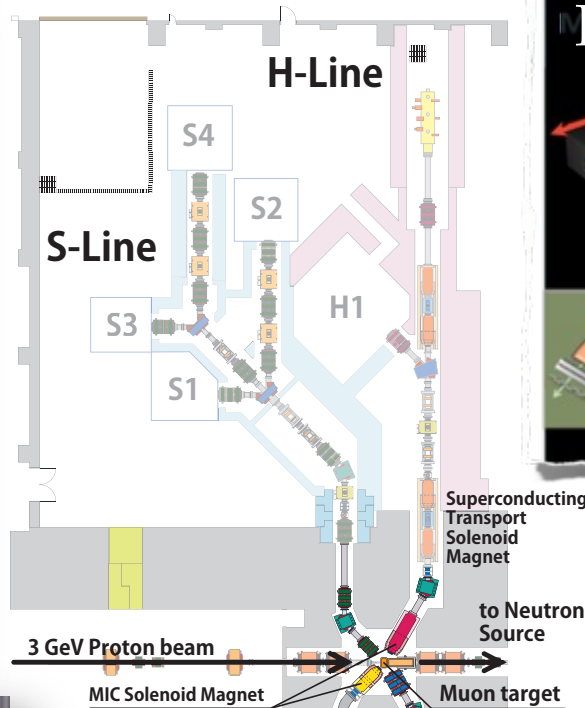 H-Line
S4
S2
S-Line
H1
S3
S1
Superconducting
Transport
Solenoid
Magnet
to Neutron
Source
3 GeV Proton beam
MIC Solenoid Magnet
Muon target